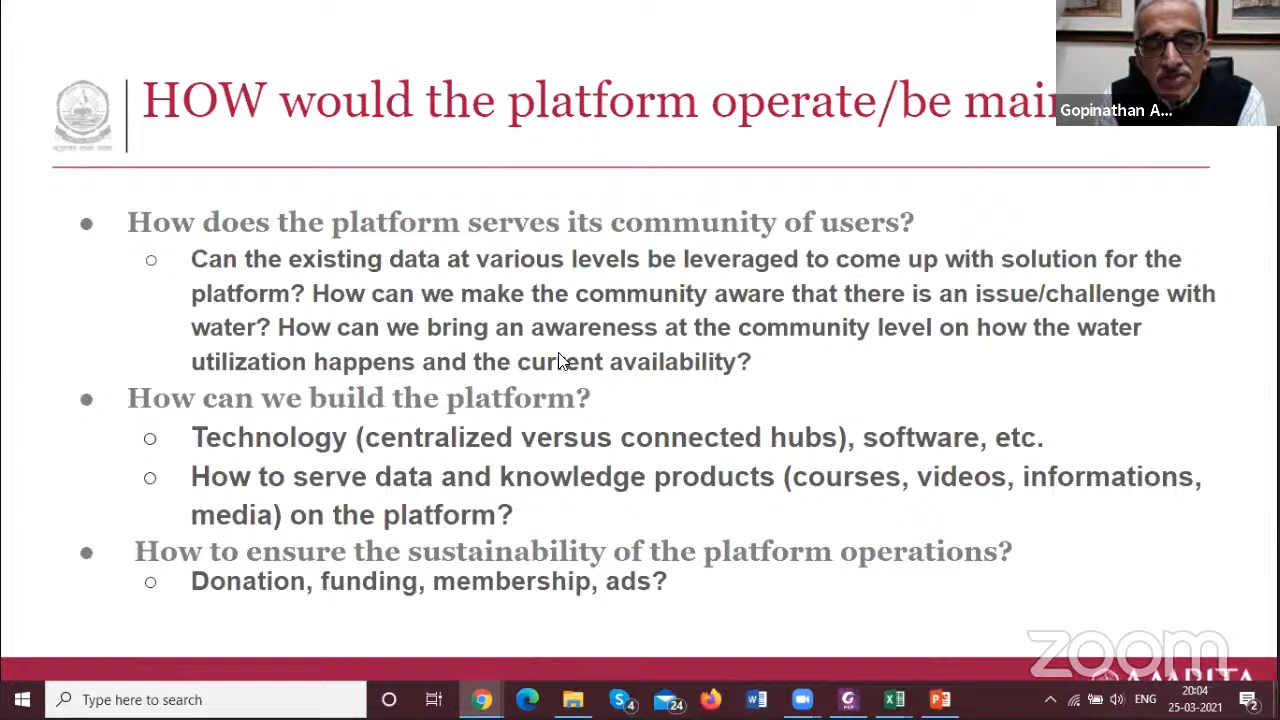 HOW would the platform operate/be main
Gopinathan A...
How does the platform serves its community of users?
Can the existing data at various levels be leveraged to come up with solution for the
platform? How can we make the community aware that there is an issue/challenge with
water? How can we bring an awareness at the community level on how the water
utilization happens and the current availability?
How can we build the platform?
Technology (centralized versus connected hubs), software, etc.
How to serve data and knowledge products (courses, videos, informations,
media) on the platform?
How to ensure the sustainability of the platform operations?
Donation, funding, membership, ads?
zoom
AMRITA
Type here to search
4
24
ENG
20:04
25-03-2021
2